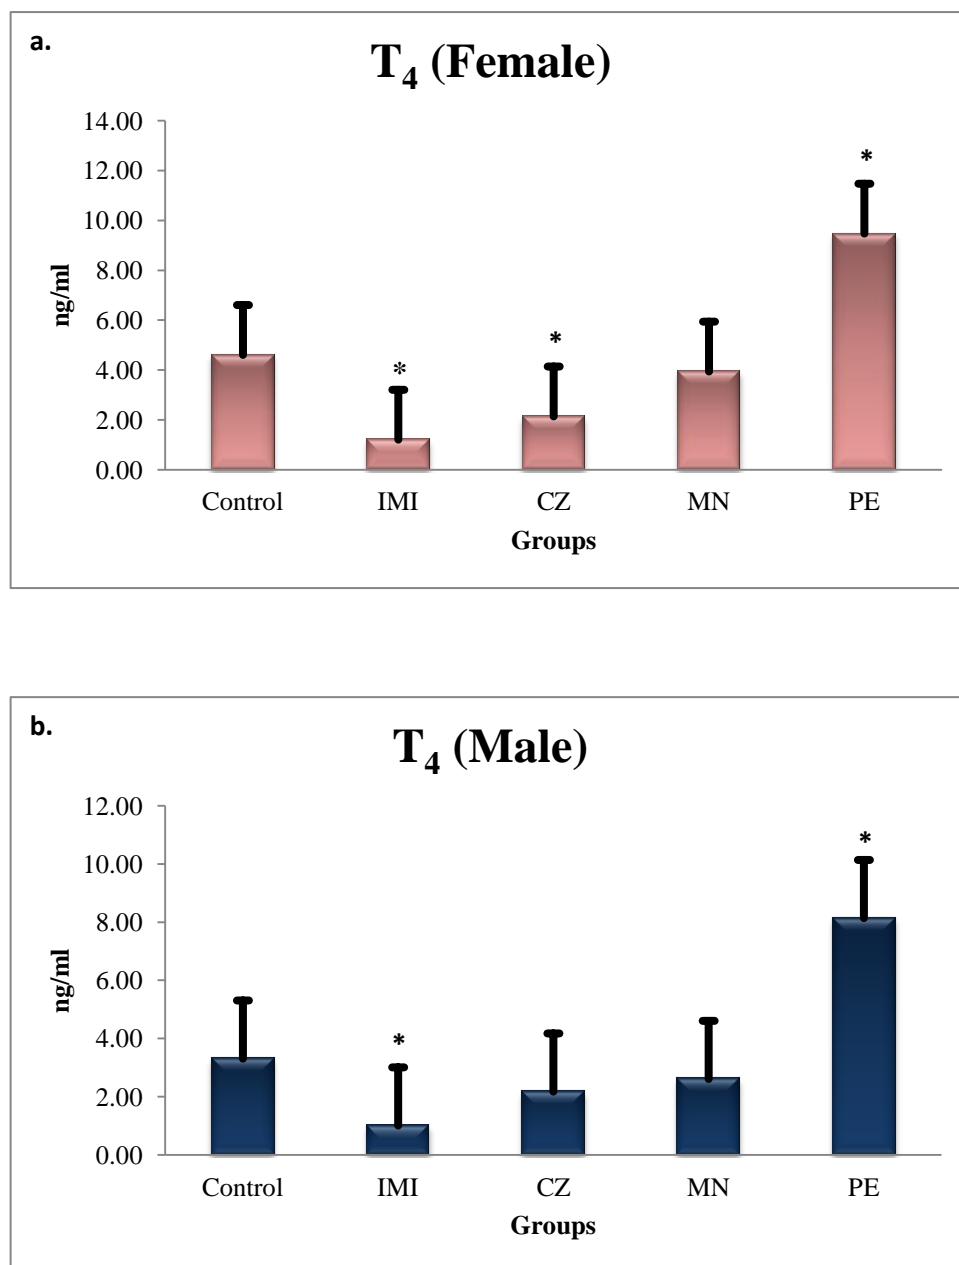 a.
T₄ (Female)
14.00
*
12.00
10.00
8.00
ng/ml
6.00
*
*
4.00
2.00
0.00
Control IMI CZ MN PE
Groups
b.
T₄ (Male)
12.00
*
10.00
8.00
ng/ml
6.00
*
4.00
2.00
0.00
Control IMI CZ MN PE
Groups